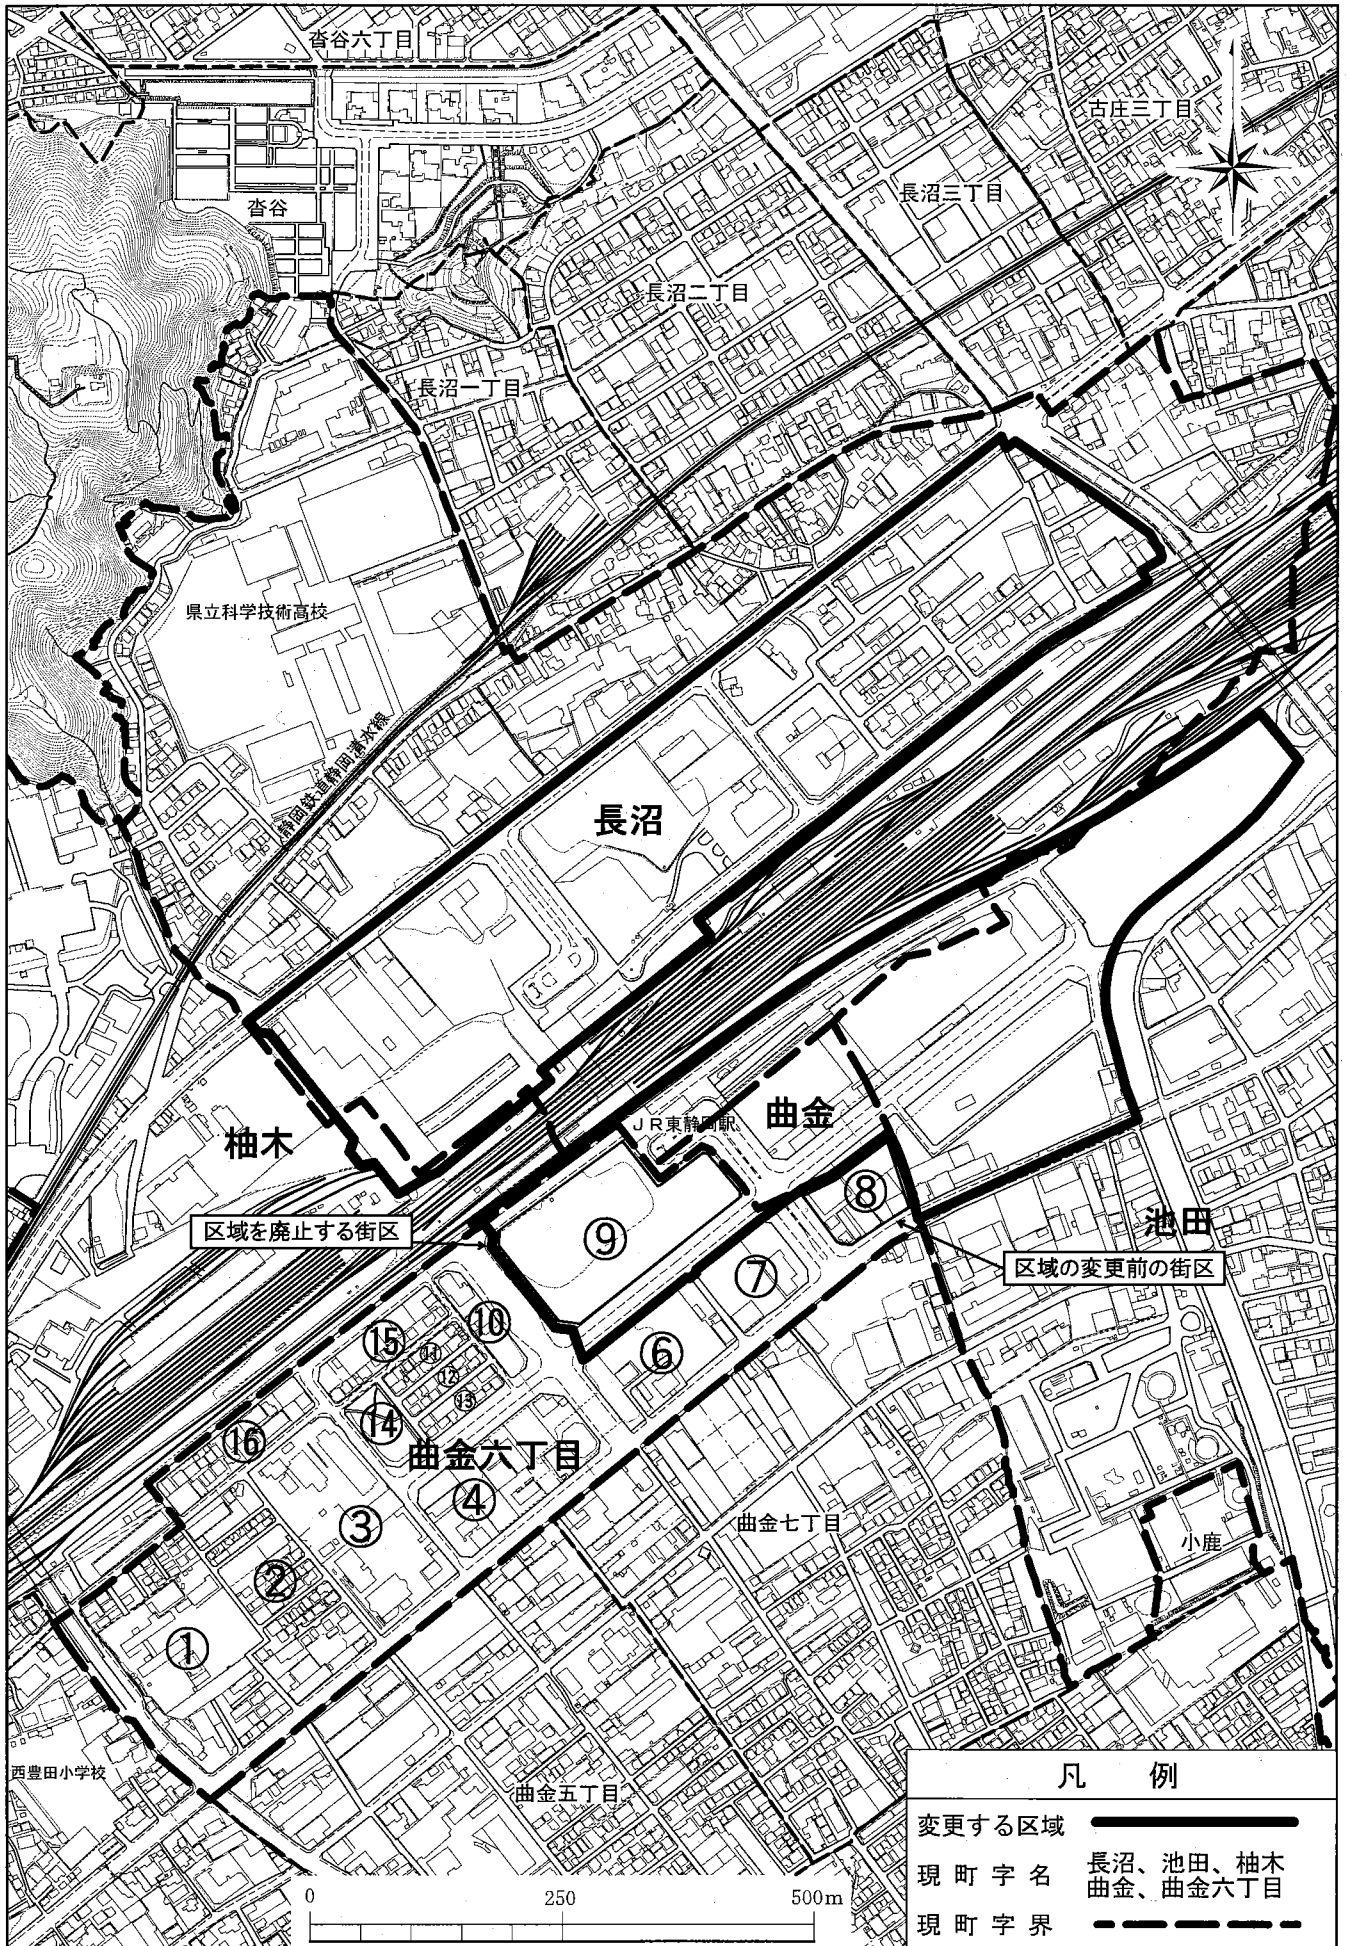 沓谷六丁目
古庄三丁目
長沼三丁目
沓谷
長沼二丁目
長沼一丁目
県立科学技術高校
静岡鉄道静岡清水線
長沼
曲金
JR東静岡駅
柚木
⑧
池田
区域を廃止する街区
⑨
区域の変更前の街区
⑦
⑩
⑥
⑮
⑪
⑫
⑬
⑭
⑯
曲金六丁目
④
③
曲金七丁目
小鹿
②
①
西豊田小学校
曲金五丁目
凡 例
変更する区域
現町字名 長沼、池田、柚木
曲金、曲金六丁目
現町字界
0 250 500m